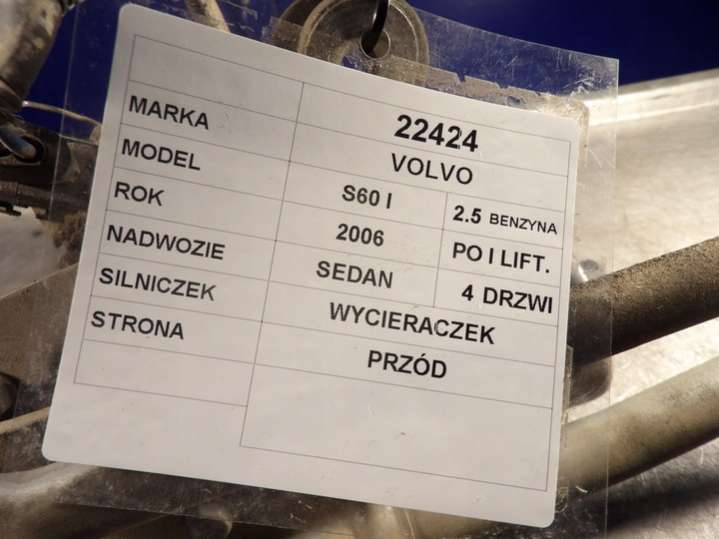 22424
MARKA VOLVO
MODEL S60 I 2.5 BENZYNA
ROK 2006 PO I LIFT.
NADWOZIE SEDAN 4 DRZWI
SILNICZEK WYCIERACZEK
STRONA PRZÓD